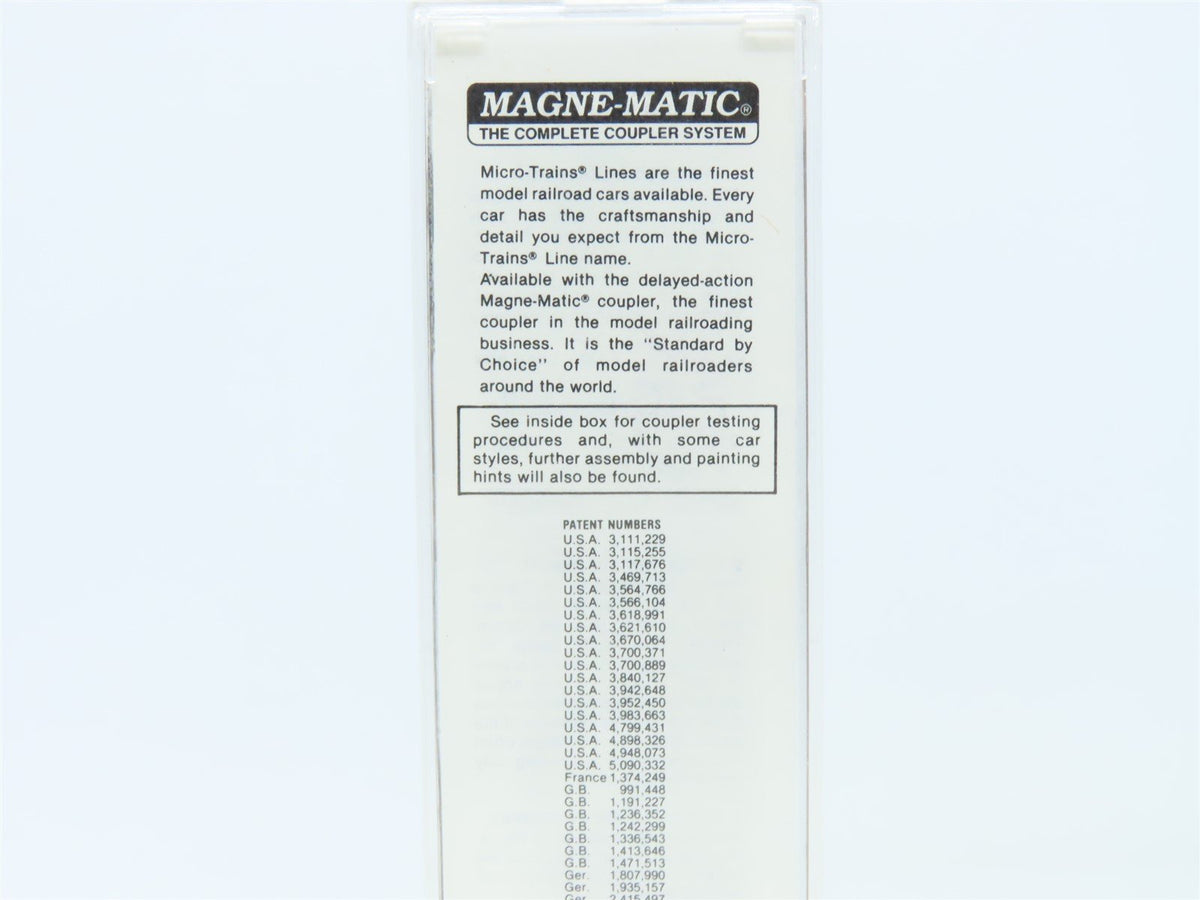 MAGNE-MATIC®
THE COMPLETE COUPLER SYSTEM
Micro-Trains® Lines are the finest
model railroad cars available. Every
car has the craftsmanship and
detail you expect from the Micro-
Trains® Line name.
Available with the delayed-action
Magne-Matic® coupler, the finest
coupler in the model railroading
business. It is the "Standard by
Choice" of model railroaders
around the world.
See inside box for coupler testing
procedures and, with some car
styles, further assembly and painting
hints will also be found.
PATENT NUMBERS
U.S.A. 3,111,229
U.S.A. 3,115,255
U.S.A. 3,117,676
U.S.A. 3,469,713
U.S.A. 3,564,766
U.S.A. 3,566,104
U.S.A. 3,618,991
U.S.A. 3,621,610
U.S.A. 3,670,064
U.S.A. 3,700,371
U.S.A. 3,700,889
U.S.A. 3,840,127
U.S.A. 3,942,648
U.S.A. 3,952,450
U.S.A. 3,983,663
U.S.A. 4,799,431
U.S.A. 4,898,326
U.S.A. 4,948,073
U.S.A. 5,090,332
France 1,374,249
G.B. 991,448
G.B. 1,191,227
G.B. 1,236,352
G.B. 1,242,299
G.B. 1,336,543
G.B. 1,413,646
G.B. 1,471,513
Ger. 1,807,990
Ger. 1,935,157
Ger. 2,415,497